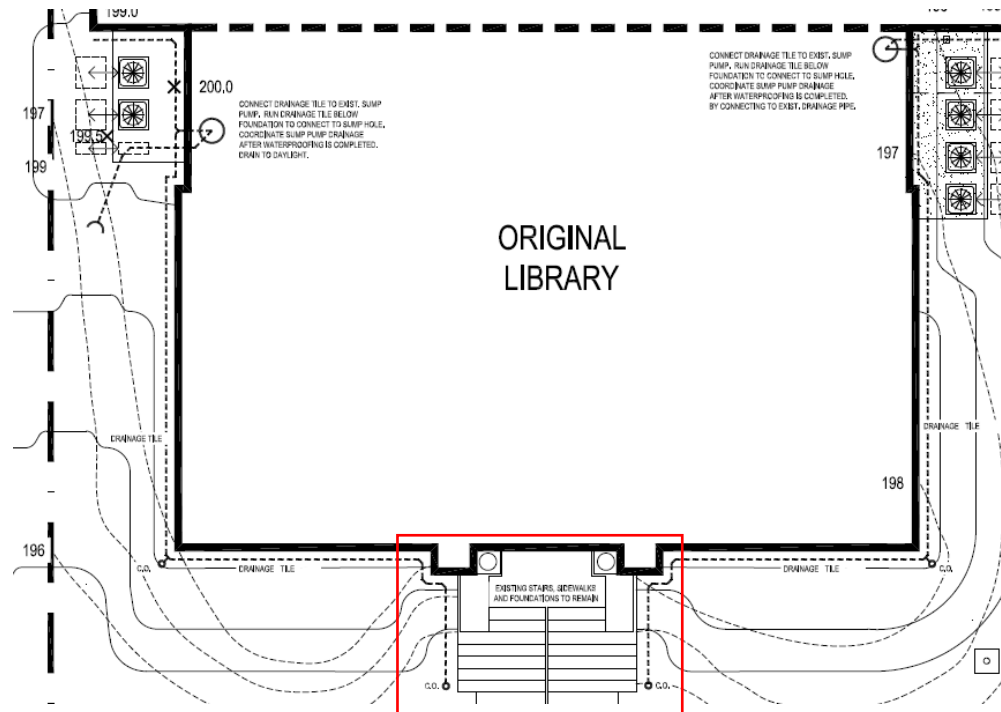 199.0
200.0
197
199.5
199
CONNECT DRAINAGE TILE TO EXIST. SUMP
PUMP. RUN DRAINAGE TILE BELOW
FOUNDATION TO CONNECT TO SUMP HOLE.
COORDINATE SUMP PUMP DRAINAGE
AFTER WATERPROOFING IS COMPLETED.
DRAIN TO DAYLIGHT.
CONNECT DRAINAGE TILE TO EXIST. SUMP
PUMP. RUN DRAINAGE TILE BELOW
FOUNDATION TO CONNECT TO SUMP HOLE.
COORDINATE SUMP PUMP DRAINAGE
AFTER WATERPROOFING IS COMPLETED.
BY CONNECTING TO EXIST. DRAINAGE PIPE.
197
ORIGINAL
LIBRARY
DRAINAGE TILE
DRAINAGE TILE
198
196
C.O.
DRAINAGE TILE
DRAINAGE TILE
C.O.
EXISTING STAIRS, SIDEWALKS
AND FOUNDATIONS TO REMAIN
C.O.
C.O.